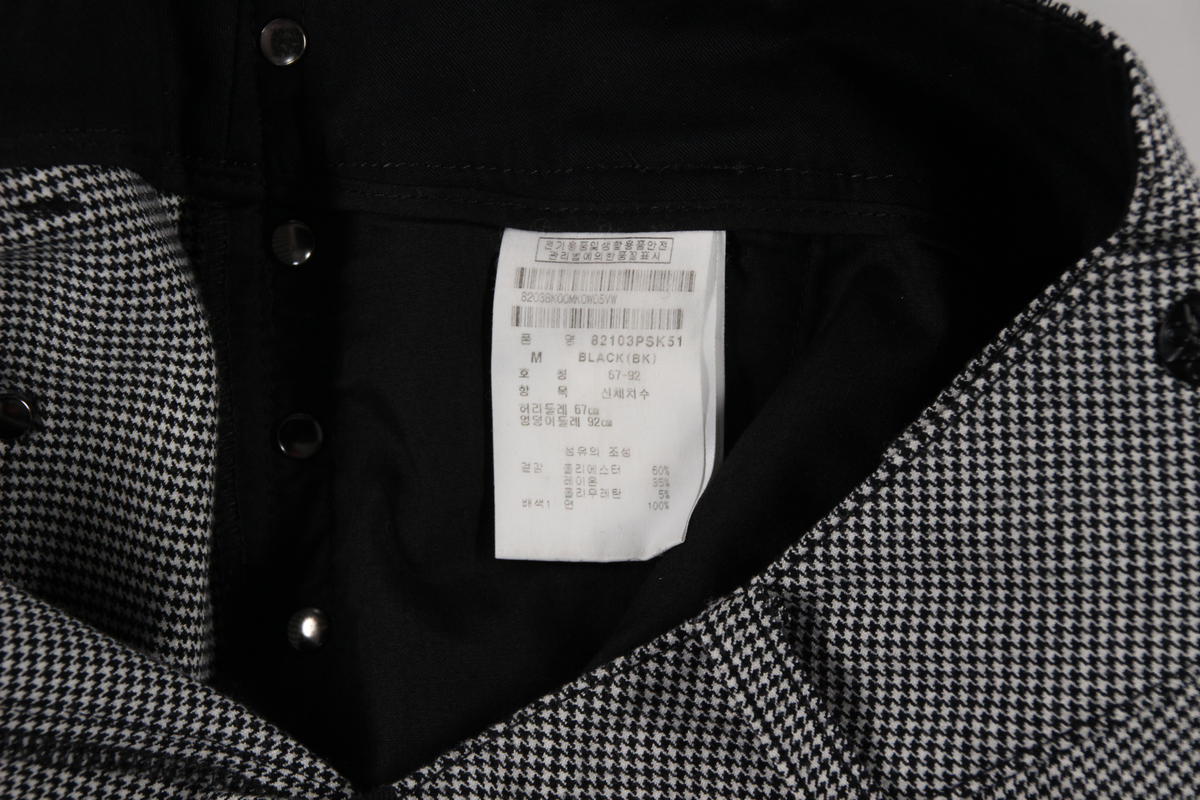 전기용품및생활용품안전
관리법에의한품질표시
8203BK00MK0W05VW
품 명 82103PSK51
M BLACK(BK)
호 칭 67-92
항 목 신체치수
허리둘레 67㎝
엉덩이둘레 92㎝
섬유의 조성
겉감 폴리에스터 60%
레이온 35%
폴리우레탄 5%
배색1 면 100%